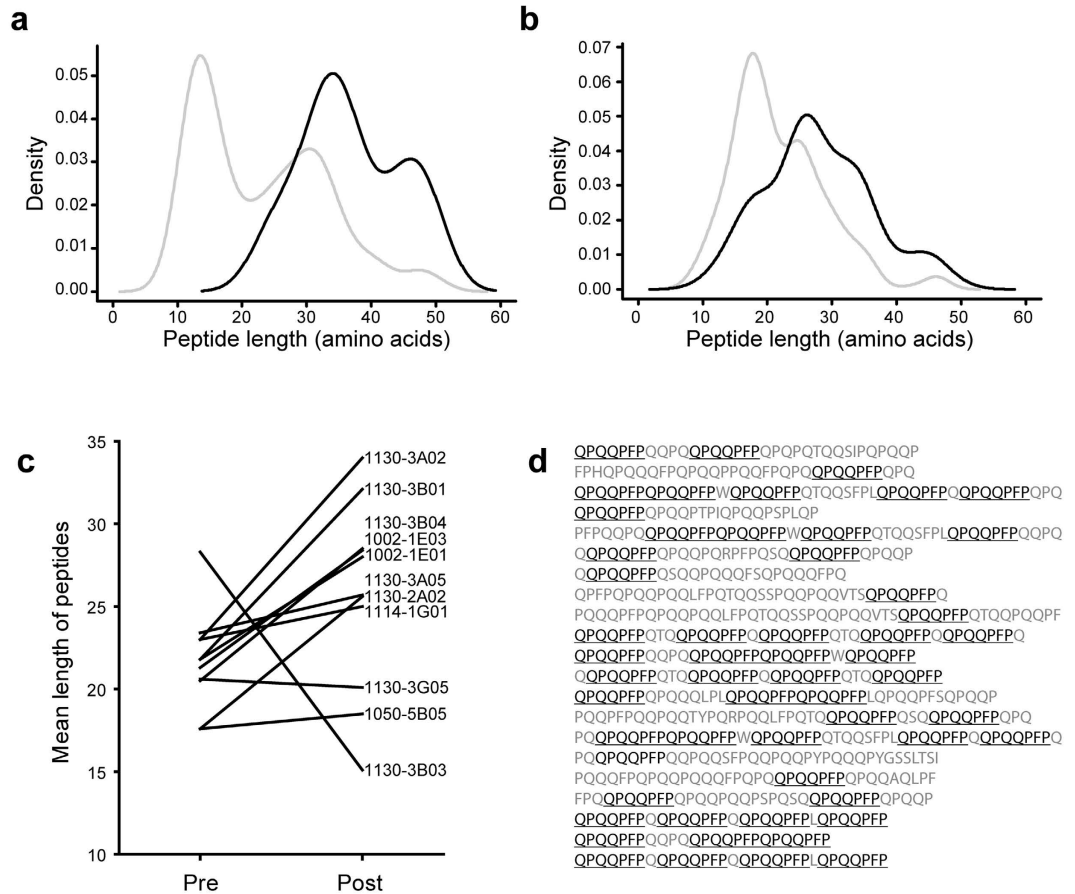 a
b
0.05
0.04
0.03
0.02
0.01
0.00
Density
0 10 20 30 40 50 60
Peptide length (amino acids)
0.07
0.06
0.05
0.04
0.03
0.02
0.01
0.00
Density
0 10 20 30 40 50 60
Peptide length (amino acids)
c
35
30
25
20
15
10
Mean length of peptides
1130-3A02
1130-3B01
1130-3B04
1002-1E03
1002-1E01
1130-3A05
1130-2A02
1114-1G01
1130-3G05
1050-5B05
1130-3B03
Pre Post
d
QPQQPFPQQPQQPQQPFPQPQPQTQQSIPQPQQP
FPHQPQQQFPQPQQPPQQFPQPQQPQQPFPQPQ
QPQQPFPQPQQPFPWQPQQPFPQTQQSFPLQPQQPFPQQPQQPFPQPQ
QPQQPFPQPQQPTPIQPQQPSPLQP
PFPQQPQQPQQPFPQPQQPFPWQPQQPFPQTQQSFPLQPQQPFPQQPQ
QQPQQPFPQPQQPQRPFPQSQQPQQPFPQPQQP
QQPQQPFPQSQQPQQQFSQPQQQFPQ
QPFPQPQQPQPQQLFPQTQQSSPQQPQQVTSQPQQPFPQ
PQQQPFPQPQQPQPQQLFPQTQQSSPQQPQQVTSQPQQPFPQTQQPQQPF
QPQQPFPQTQQPQQPFPQQPQQPFPQTQQPQQPFPQQPQQPFPQ
QPQQPFPQQPQQPQQPFPQPQQPFPWQPQQPFP
QQPQQPFPQTQQPQQPFPQQPQQPFPQTQQPQQPFP
QPQQPFPQPQQQLPLQPQQPFPQPQQPFPLQPQQPFSQPQQP
PQQPFPQQPQQTYPQRPQQLFPQTQQPQQPFPQSQQPQQPFPQPQ
PQQPQQPFPQPQQPFPWQPQQPFPQTQQSFPLQPQQPFPQQPQQPFPQ
PQQPQQPFPQQPQQSFPQQPQQPYPQQQPYGSSLTSI
PQQQFPQPQQPQQQFPQPQQPQQPFPQPQQAQLPF
FPQQPQQPFPQPQQPQQPSPQSQQPQQPFPQPQQP
QPQQPFPQQPQQPFPQQPQQPFPLQPQQPFP
QPQQPFPQQPQQPQQPFPQPQQPFP
QPQQPFPQQPQQPFPQQPQQPFPLQPQQPFP